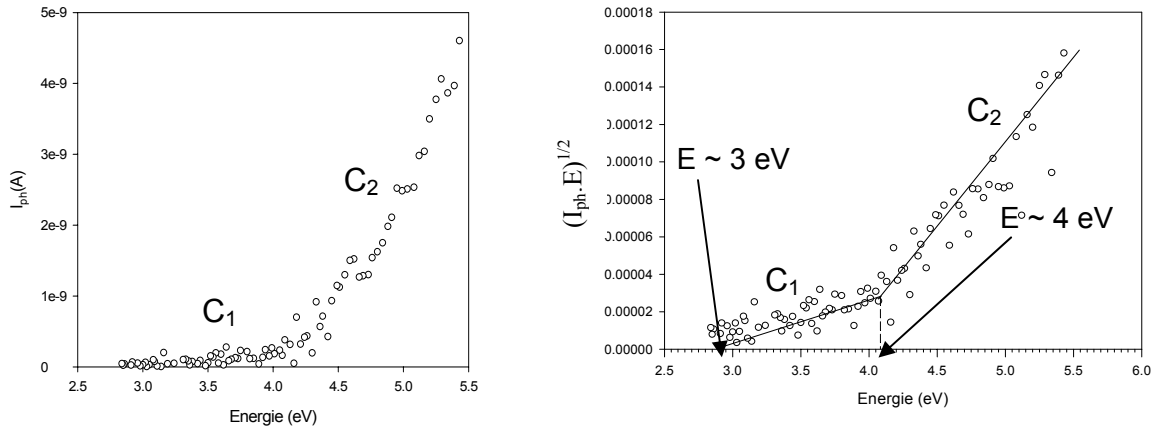 5e-9
4e-9
3e-9
2e-9
1e-9
0
I_ph(A)
C₂
C₁
2.5 3.0 3.5 4.0 4.5 5.0 5.5
Energie (eV)
0.00018
0.00016
0.00014
0.00012
0.00010
0.00008
0.00006
0.00004
0.00002
0.00000
(I_ph.E)^1/2
C₂
E ~ 3 eV
E ~ 4 eV
C₁
2.5 3.0 3.5 4.0 4.5 5.0 5.5 6.0
Energie (eV)